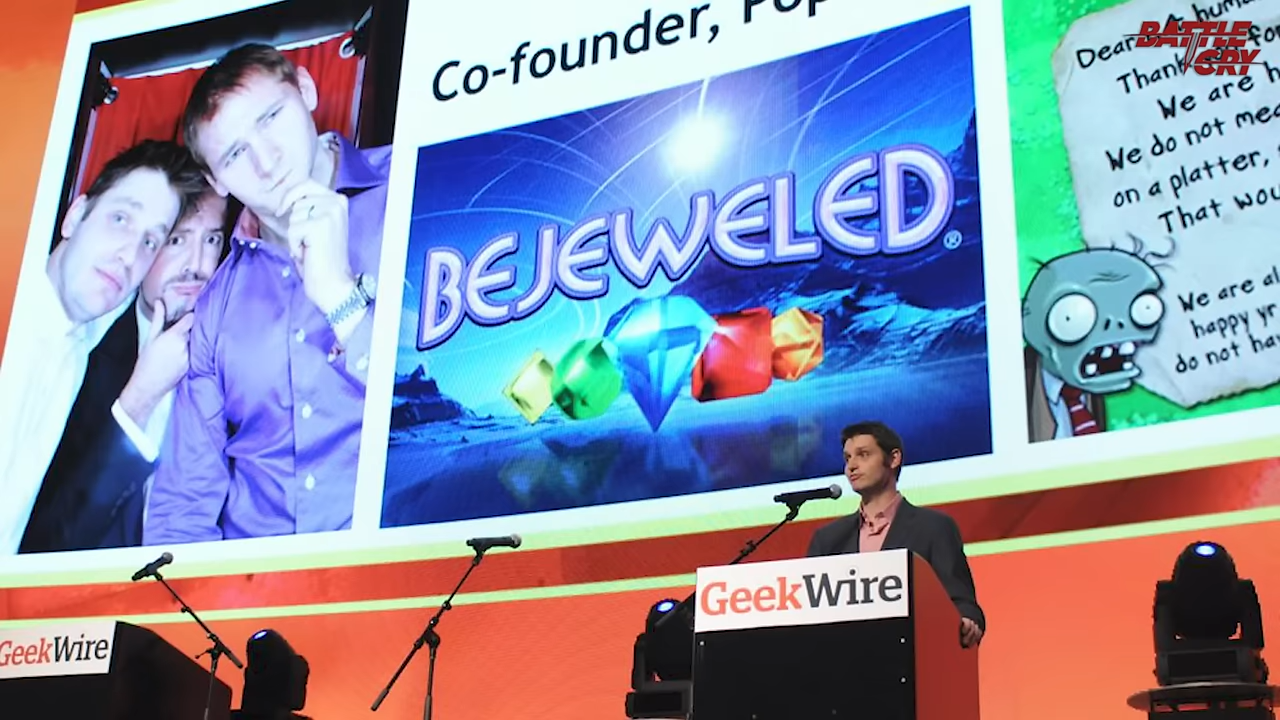 Co-founder, Pop
BEJEWELED®
Dear
Thank
We are h
We do not mea
on a platter,
That wou
We are al
happy yr
do not hav
BATTLE
CRY
GeekWire
GeekWire